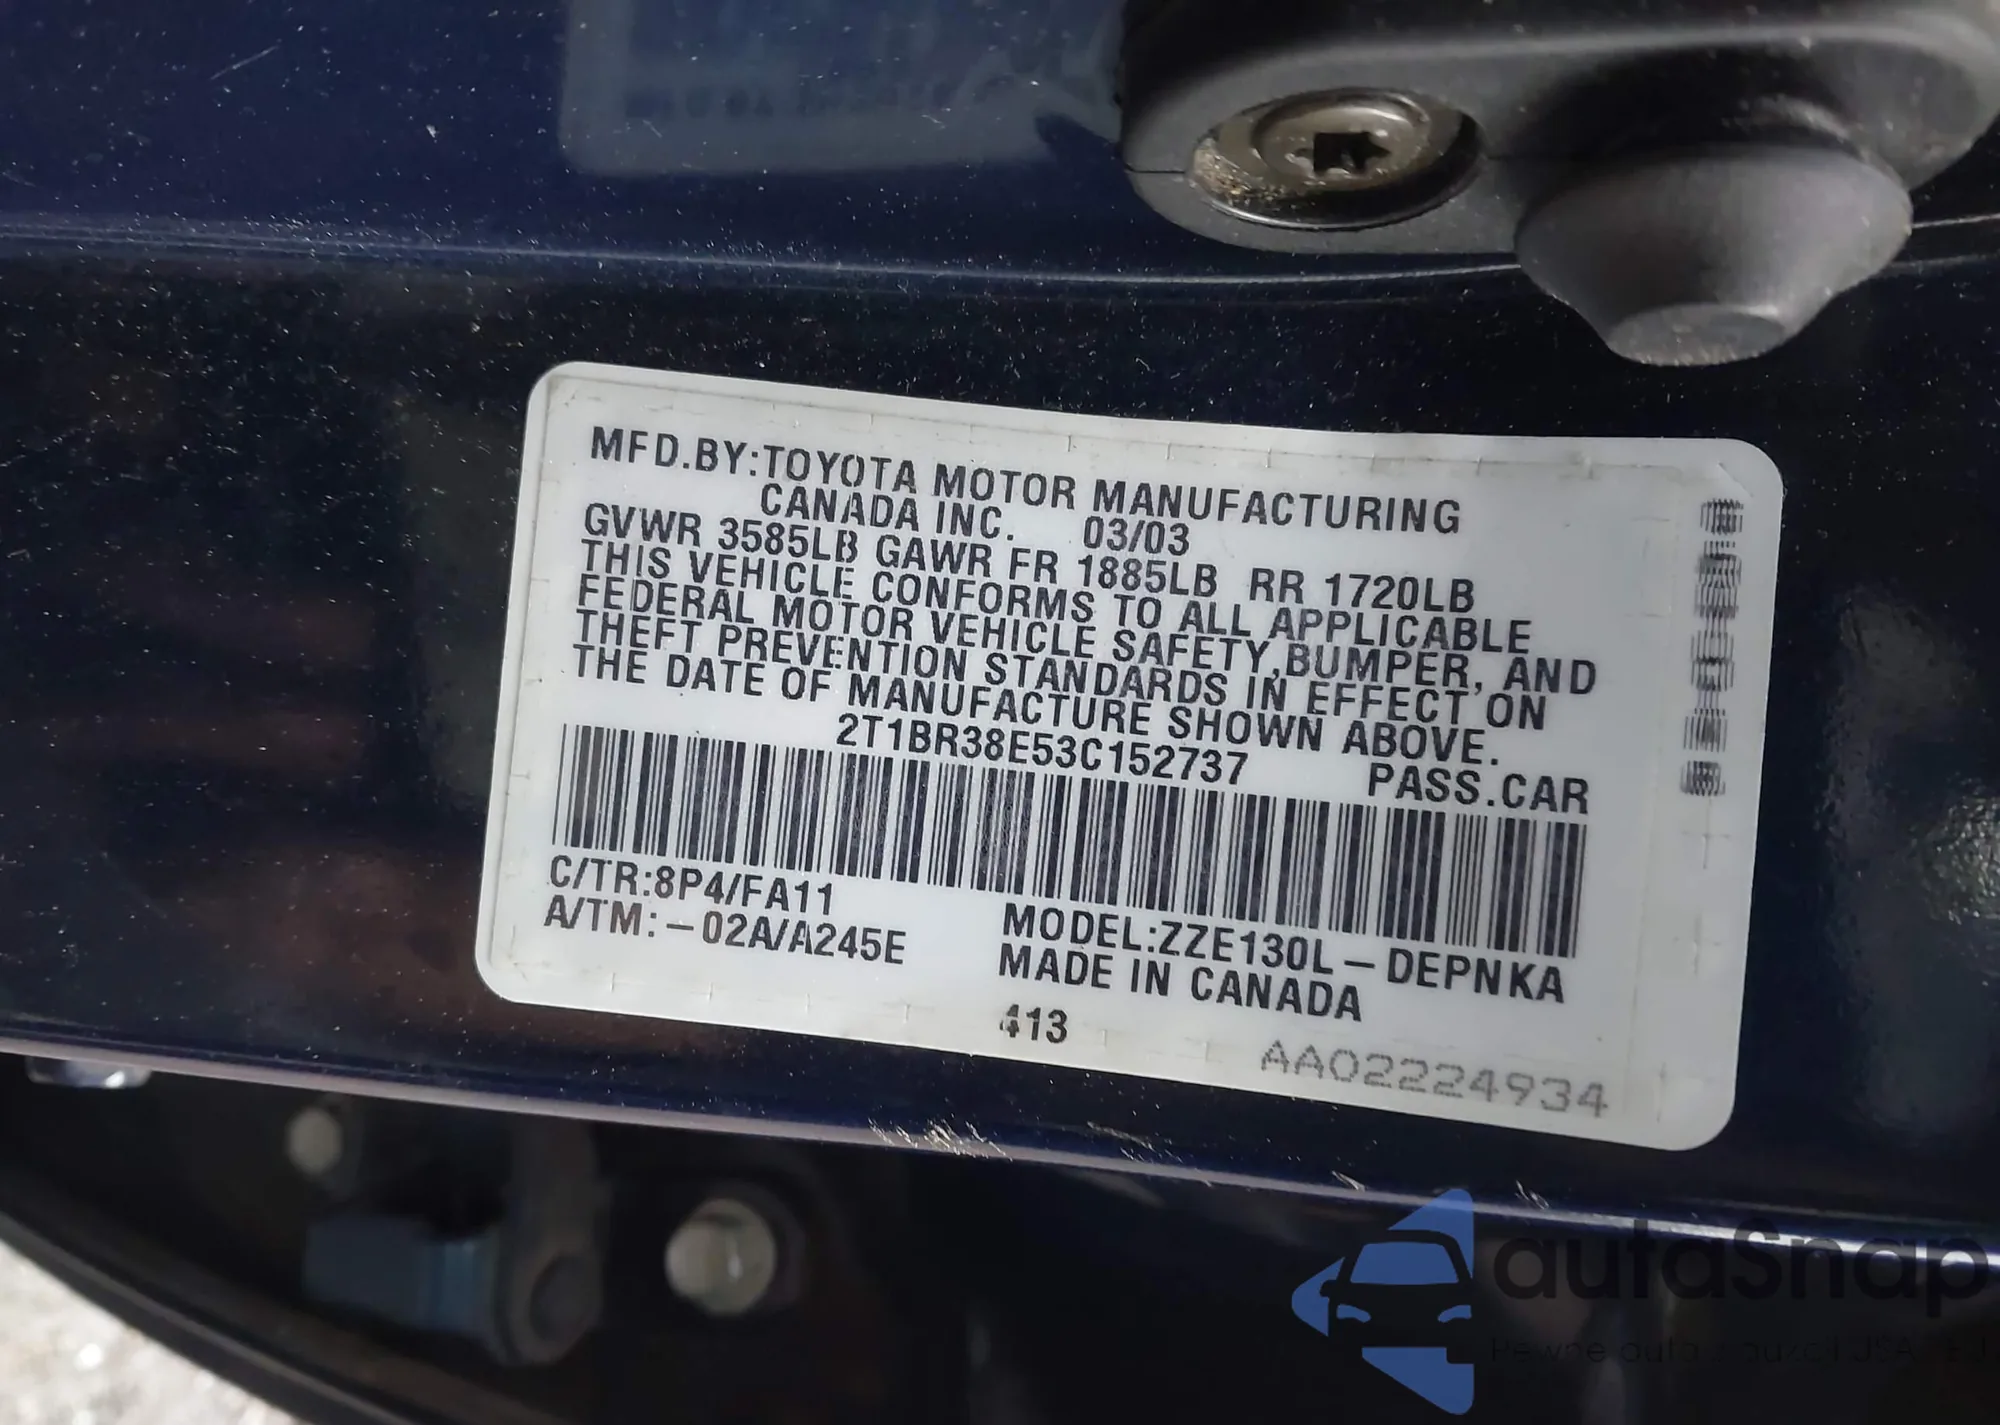 MFD.BY:TOYOTA MOTOR MANUFACTURING
CANADA INC. 03/03
GVWR 3585LB GAWR FR 1885LB RR 1720LB
THIS VEHICLE CONFORMS TO ALL APPLICABLE
FEDERAL MOTOR VEHICLE SAFETY,BUMPER, AND
THEFT PREVENTION STANDARDS IN EFFECT ON
THE DATE OF MANUFACTURE SHOWN ABOVE.
2T1BR38E53C152737 PASS.CAR
C/TR:8P4/FA11
A/TM:-02A/A245E
MODEL:ZZE130L-DEPNKA
MADE IN CANADA
413
AA02224934
autoSnap